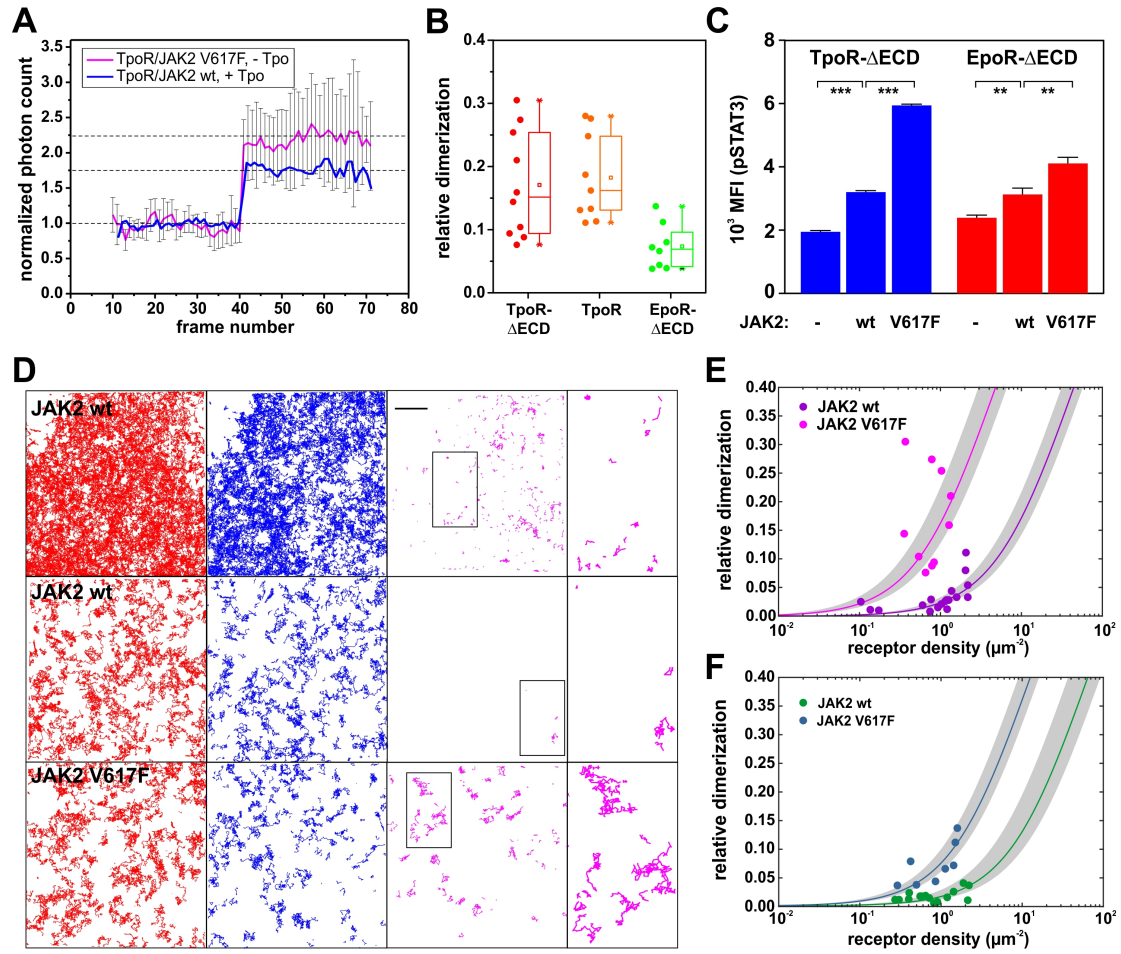 A
normalized photon count
3.5
3.0
2.5
2.0
1.5
1.0
0.5
0.0
TpoR/JAK2 V617F, - Tpo
TpoR/JAK2 wt, + Tpo
0 10 20 30 40 50 60 70 80
frame number
B
relative dimerization
0.4
0.3
0.2
0.1
0.0
TpoR-
ΔECD
TpoR
EpoR-
ΔECD
C
10³ MFI (pSTAT3)
8
6
4
2
0
TpoR-ΔECD EpoR-ΔECD
*** *** ** **
JAK2: - wt V617F - wt V617F
D
JAK2 wt
JAK2 wt
JAK2 V617F
E
relative dimerization
0.40
0.35
0.30
0.25
0.20
0.15
0.10
0.05
0.00
JAK2 wt
JAK2 V617F
10⁻² 10⁻¹ 10⁰ 10¹ 10²
receptor density (µm⁻²)
F
relative dimerization
0.40
0.35
0.30
0.25
0.20
0.15
0.10
0.05
0.00
JAK2 wt
JAK2 V617F
10⁻² 10⁻¹ 10⁰ 10¹ 10²
receptor density (µm⁻²)